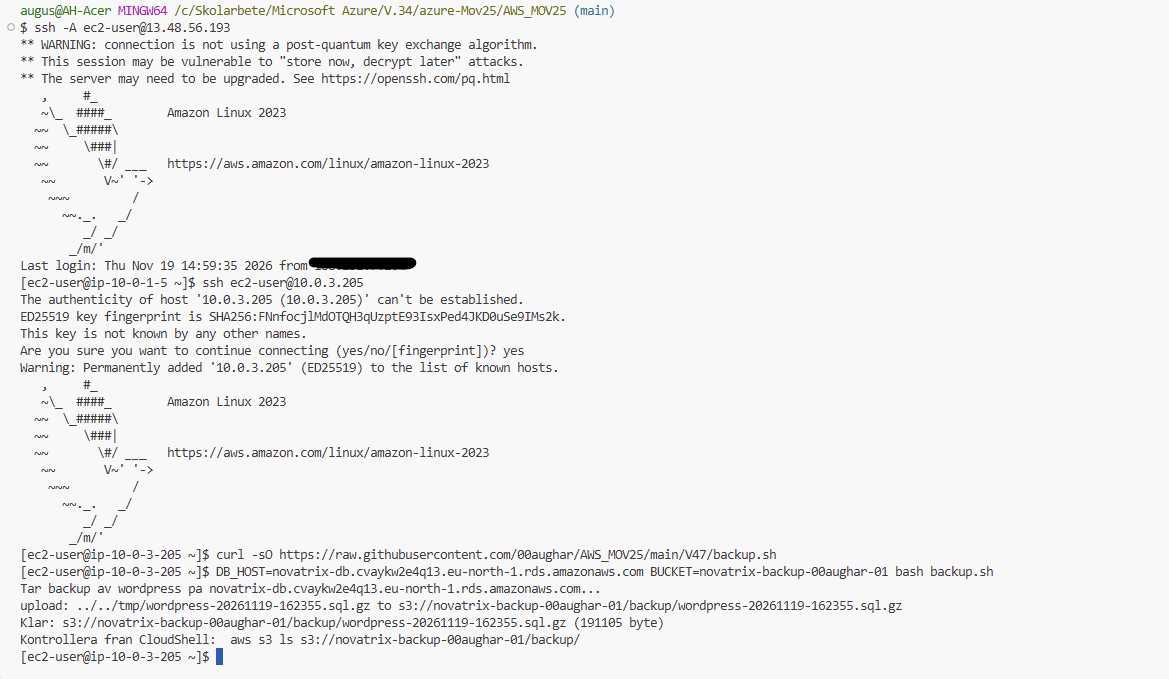 augus@AH-Acer MINGW64 /c/Skolarbete/Microsoft Azure/V.34/azure-Mov25/AWS_MOV25 (main)
$ ssh -A ec2-user@13.48.56.193
** WARNING: connection is not using a post-quantum key exchange algorithm.
** This session may be vulnerable to "store now, decrypt later" attacks.
** The server may need to be upgraded. See https://openssh.com/pq.html
   ,     #_
   ~\_  ####_        Amazon Linux 2023
  ~~  \_#####\
  ~~     \###|
  ~~       \#/ ___   https://aws.amazon.com/linux/amazon-linux-2023
  ~~       V~' '->
    ~~~         /
      ~~._.   _/
         _/ _/
       _/m/'
Last login: Thu Nov 19 14:59:35 2026 from
[ec2-user@ip-10-0-1-5 ~]$ ssh ec2-user@10.0.3.205
The authenticity of host '10.0.3.205 (10.0.3.205)' can't be established.
ED25519 key fingerprint is SHA256:FNnfocjlMdOTQH3qUzptE93IsxPed4JKD0uSe9IMs2k.
This key is not known by any other names.
Are you sure you want to continue connecting (yes/no/[fingerprint])? yes
Warning: Permanently added '10.0.3.205' (ED25519) to the list of known hosts.
   ,     #_
   ~\_  ####_        Amazon Linux 2023
  ~~  \_#####\
  ~~     \###|
  ~~       \#/ ___   https://aws.amazon.com/linux/amazon-linux-2023
  ~~       V~' '->
    ~~~         /
      ~~._.   _/
         _/ _/
       _/m/'
[ec2-user@ip-10-0-3-205 ~]$ curl -sO https://raw.githubusercontent.com/00aughar/AWS_MOV25/main/V47/backup.sh
[ec2-user@ip-10-0-3-205 ~]$ DB_HOST=novatrix-db.cvaykw2e4q13.eu-north-1.rds.amazonaws.com BUCKET=novatrix-backup-00aughar-01 bash backup.sh
Tar backup av wordpress pa novatrix-db.cvaykw2e4q13.eu-north-1.rds.amazonaws.com...
upload: ../../tmp/wordpress-20261119-162355.sql.gz to s3://novatrix-backup-00aughar-01/backup/wordpress-20261119-162355.sql.gz
Klar: s3://novatrix-backup-00aughar-01/backup/wordpress-20261119-162355.sql.gz (191105 byte)
Kontrollera fran CloudShell:  aws s3 ls s3://novatrix-backup-00aughar-01/backup/
[ec2-user@ip-10-0-3-205 ~]$